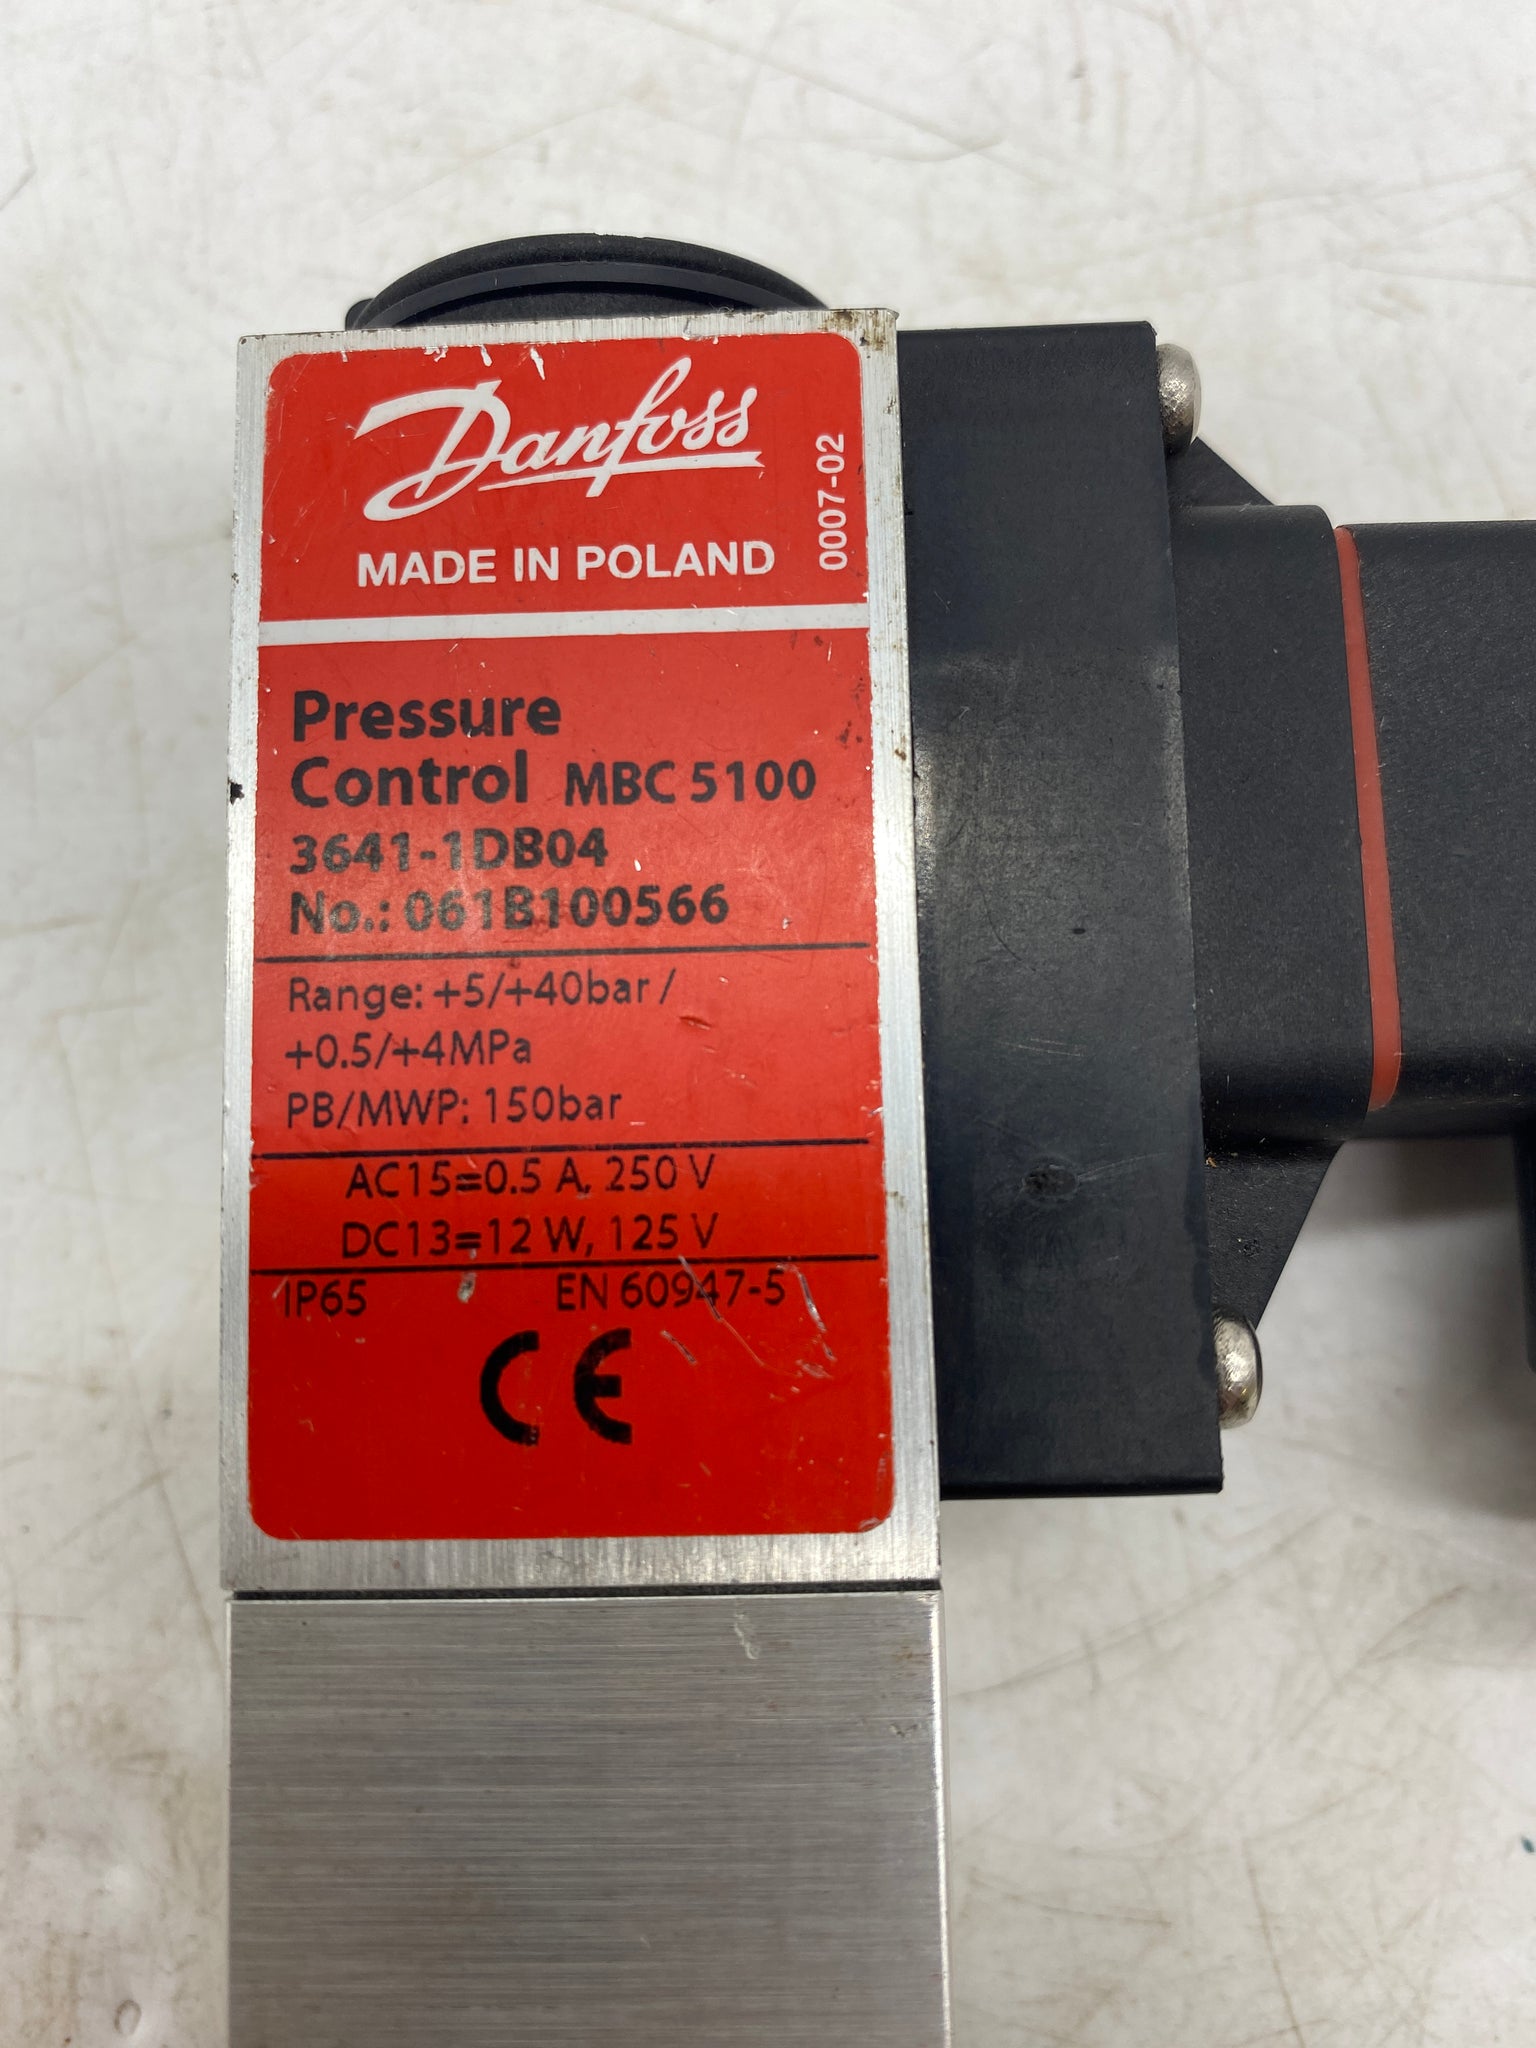 Danfoss
MADE IN POLAND
0007-02
Pressure
Control MBC 5100
3641-1DB04
No.: 061B100566
Range: +5/+40bar /
+0.5/+4MPa
PB/MWP: 150bar
AC15=0.5 A, 250 V
DC13=12 W, 125 V
IP65 EN 60947-5
CE